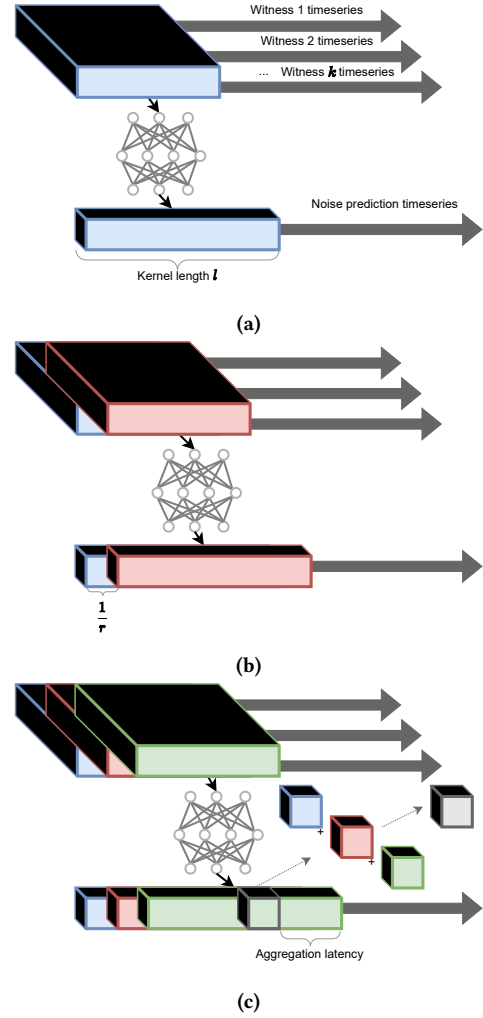 Witness 1 timeseries
Witness 2 timeseries
... Witness k timeseries
Noise prediction timeseries
Kernel length l
(a)
1
r
(b)
+
+
Aggregation latency
(c)